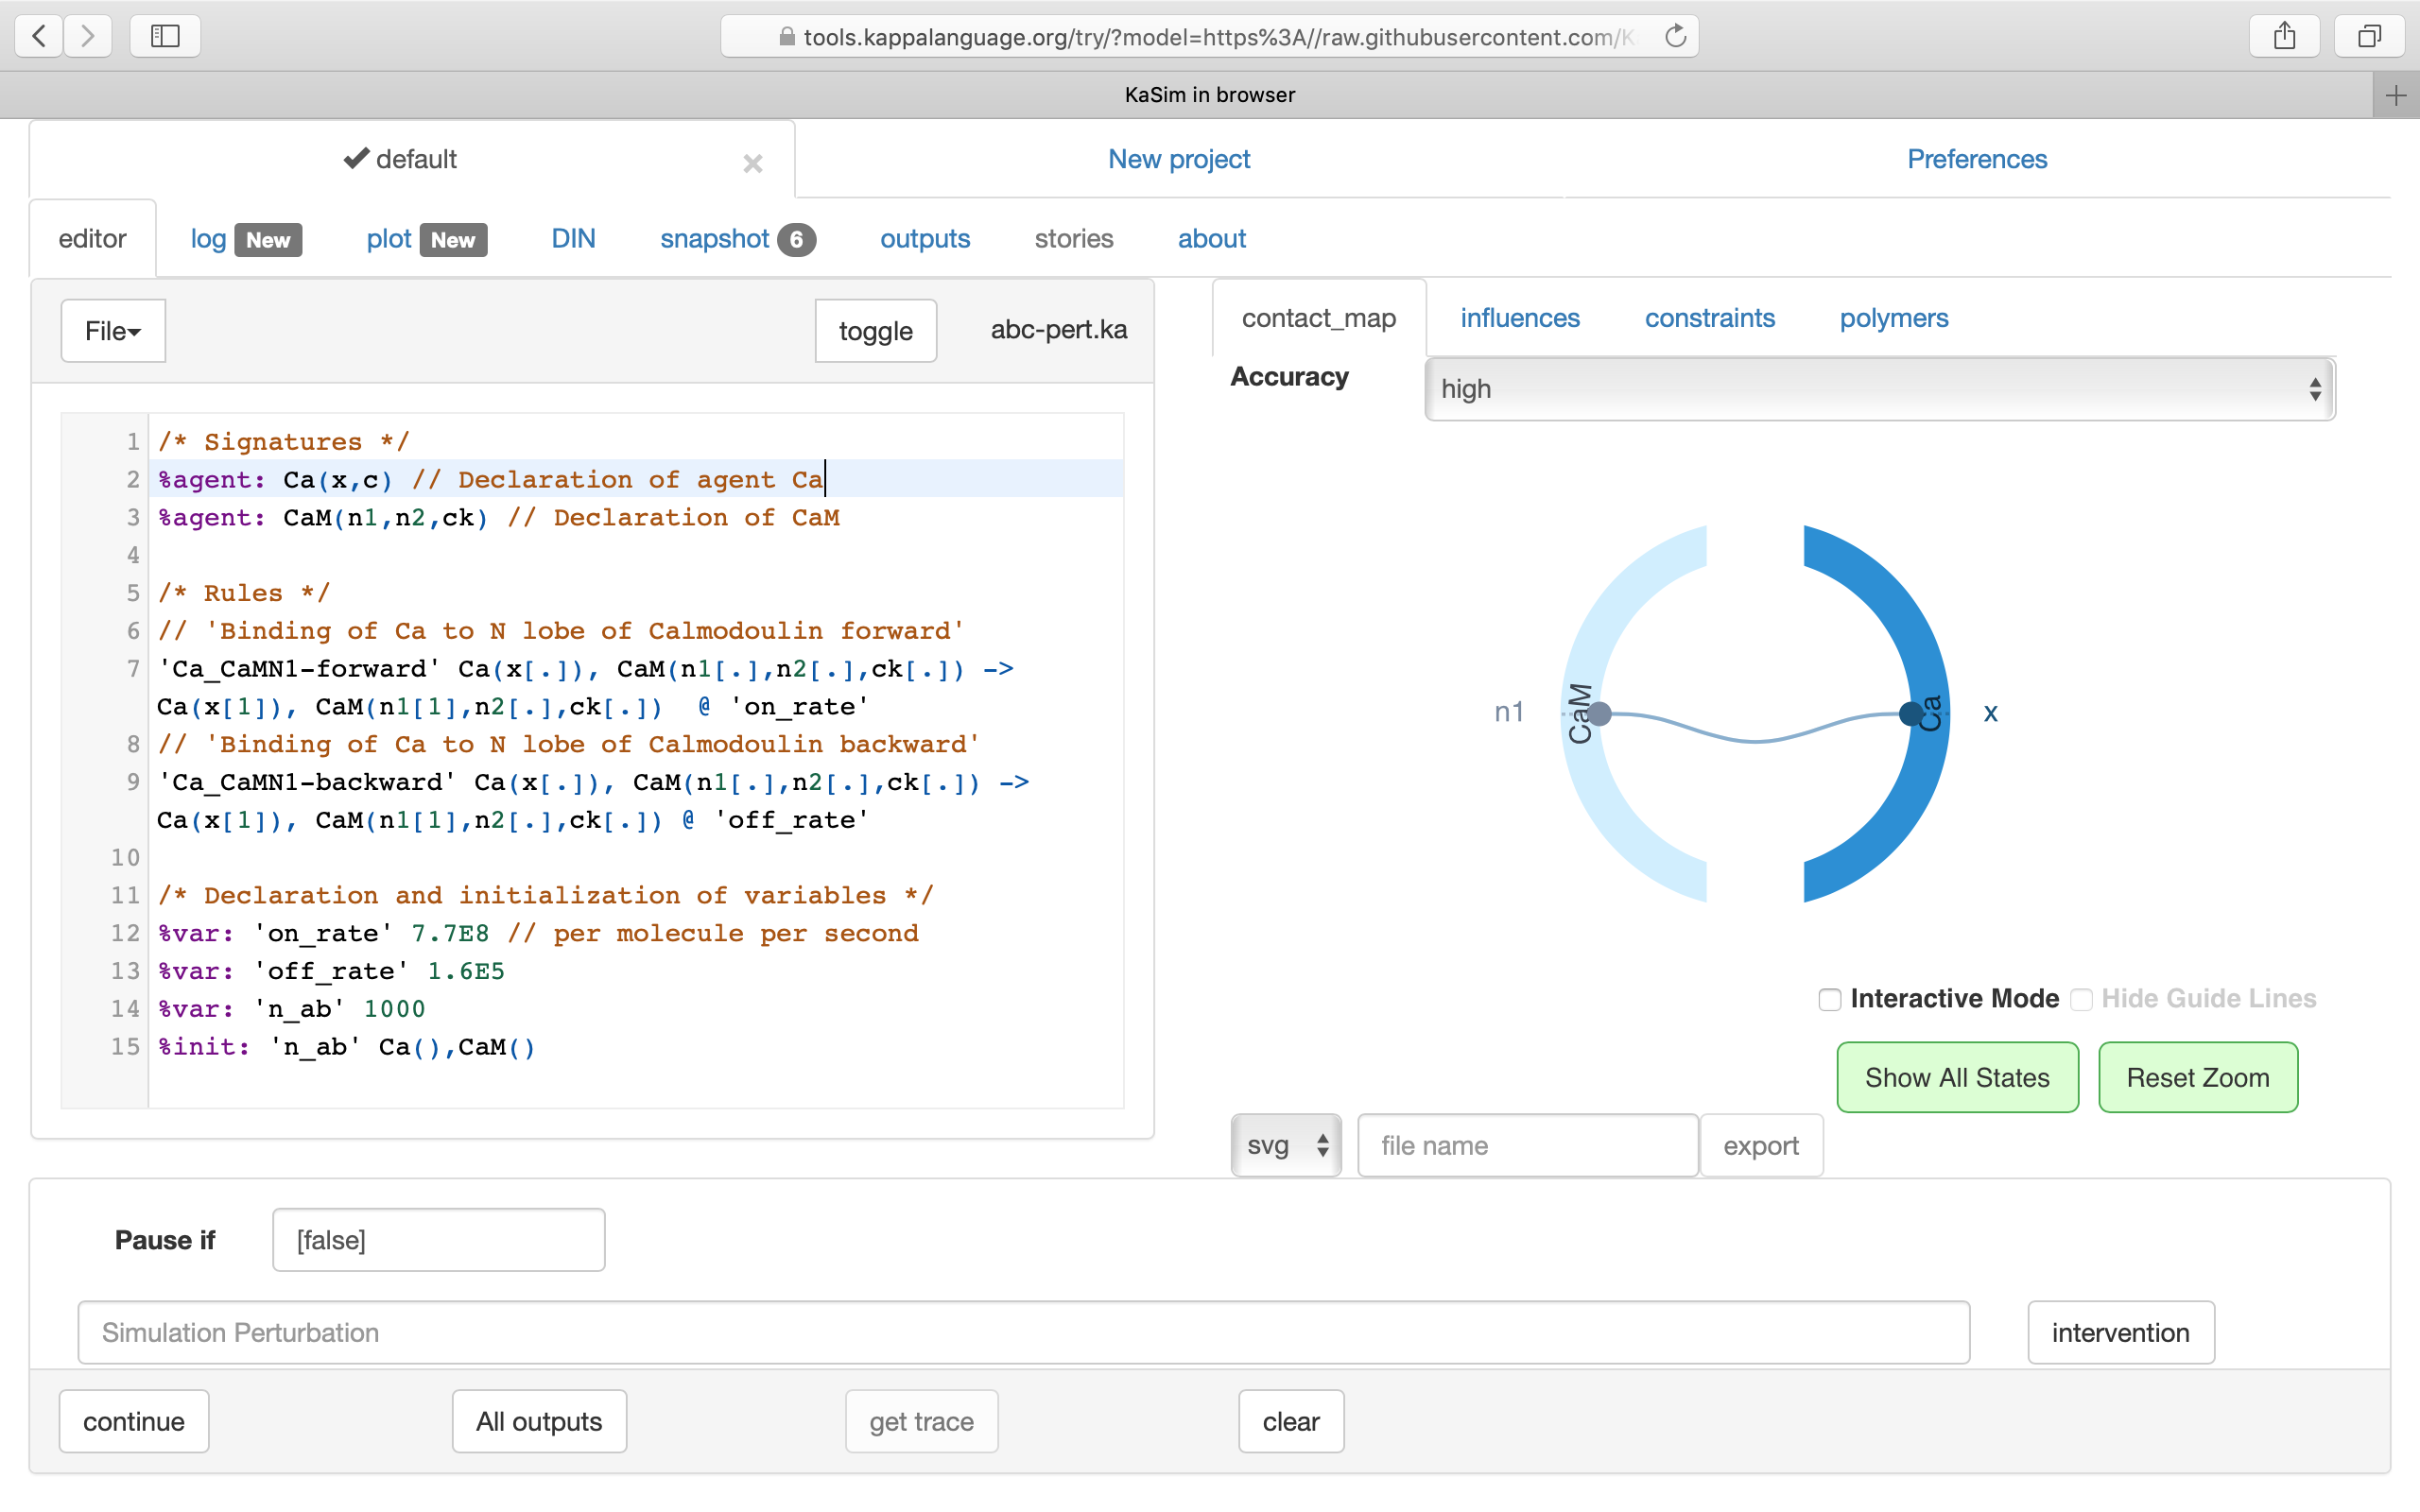 tools.kappalanguage.org/try/?model=https%3A//raw.githubusercontent.com/K
KaSim in browser
default
New project
Preferences
editor
log New
plot New
DIN
snapshot 6
outputs
stories
about
File
toggle
abc-pert.ka
1 /* Signatures */
2 %agent: Ca(x,c) // Declaration of agent Ca
3 %agent: CaM(n1,n2,ck) // Declaration of CaM
4
5 /* Rules */
6 // 'Binding of Ca to N lobe of Calmodoulin forward'
7 'Ca_CaMN1-forward' Ca(x[.]), CaM(n1[.],n2[.],ck[.]) ->
Ca(x[1]), CaM(n1[1],n2[.],ck[.])  @ 'on_rate'
8 // 'Binding of Ca to N lobe of Calmodoulin backward'
9 'Ca_CaMN1-backward' Ca(x[.]), CaM(n1[.],n2[.],ck[.]) ->
Ca(x[1]), CaM(n1[1],n2[.],ck[.]) @ 'off_rate'
10
11 /* Declaration and initialization of variables */
12 %var: 'on_rate' 7.7E8 // per molecule per second
13 %var: 'off_rate' 1.6E5
14 %var: 'n_ab' 1000
15 %init: 'n_ab' Ca(),CaM()
contact_map
influences
constraints
polymers
Accuracy
high
n1
CaM
Ca
x
Interactive Mode
Hide Guide Lines
Show All States
Reset Zoom
svg
file name
export
Pause if
[false]
Simulation Perturbation
intervention
continue
All outputs
get trace
clear